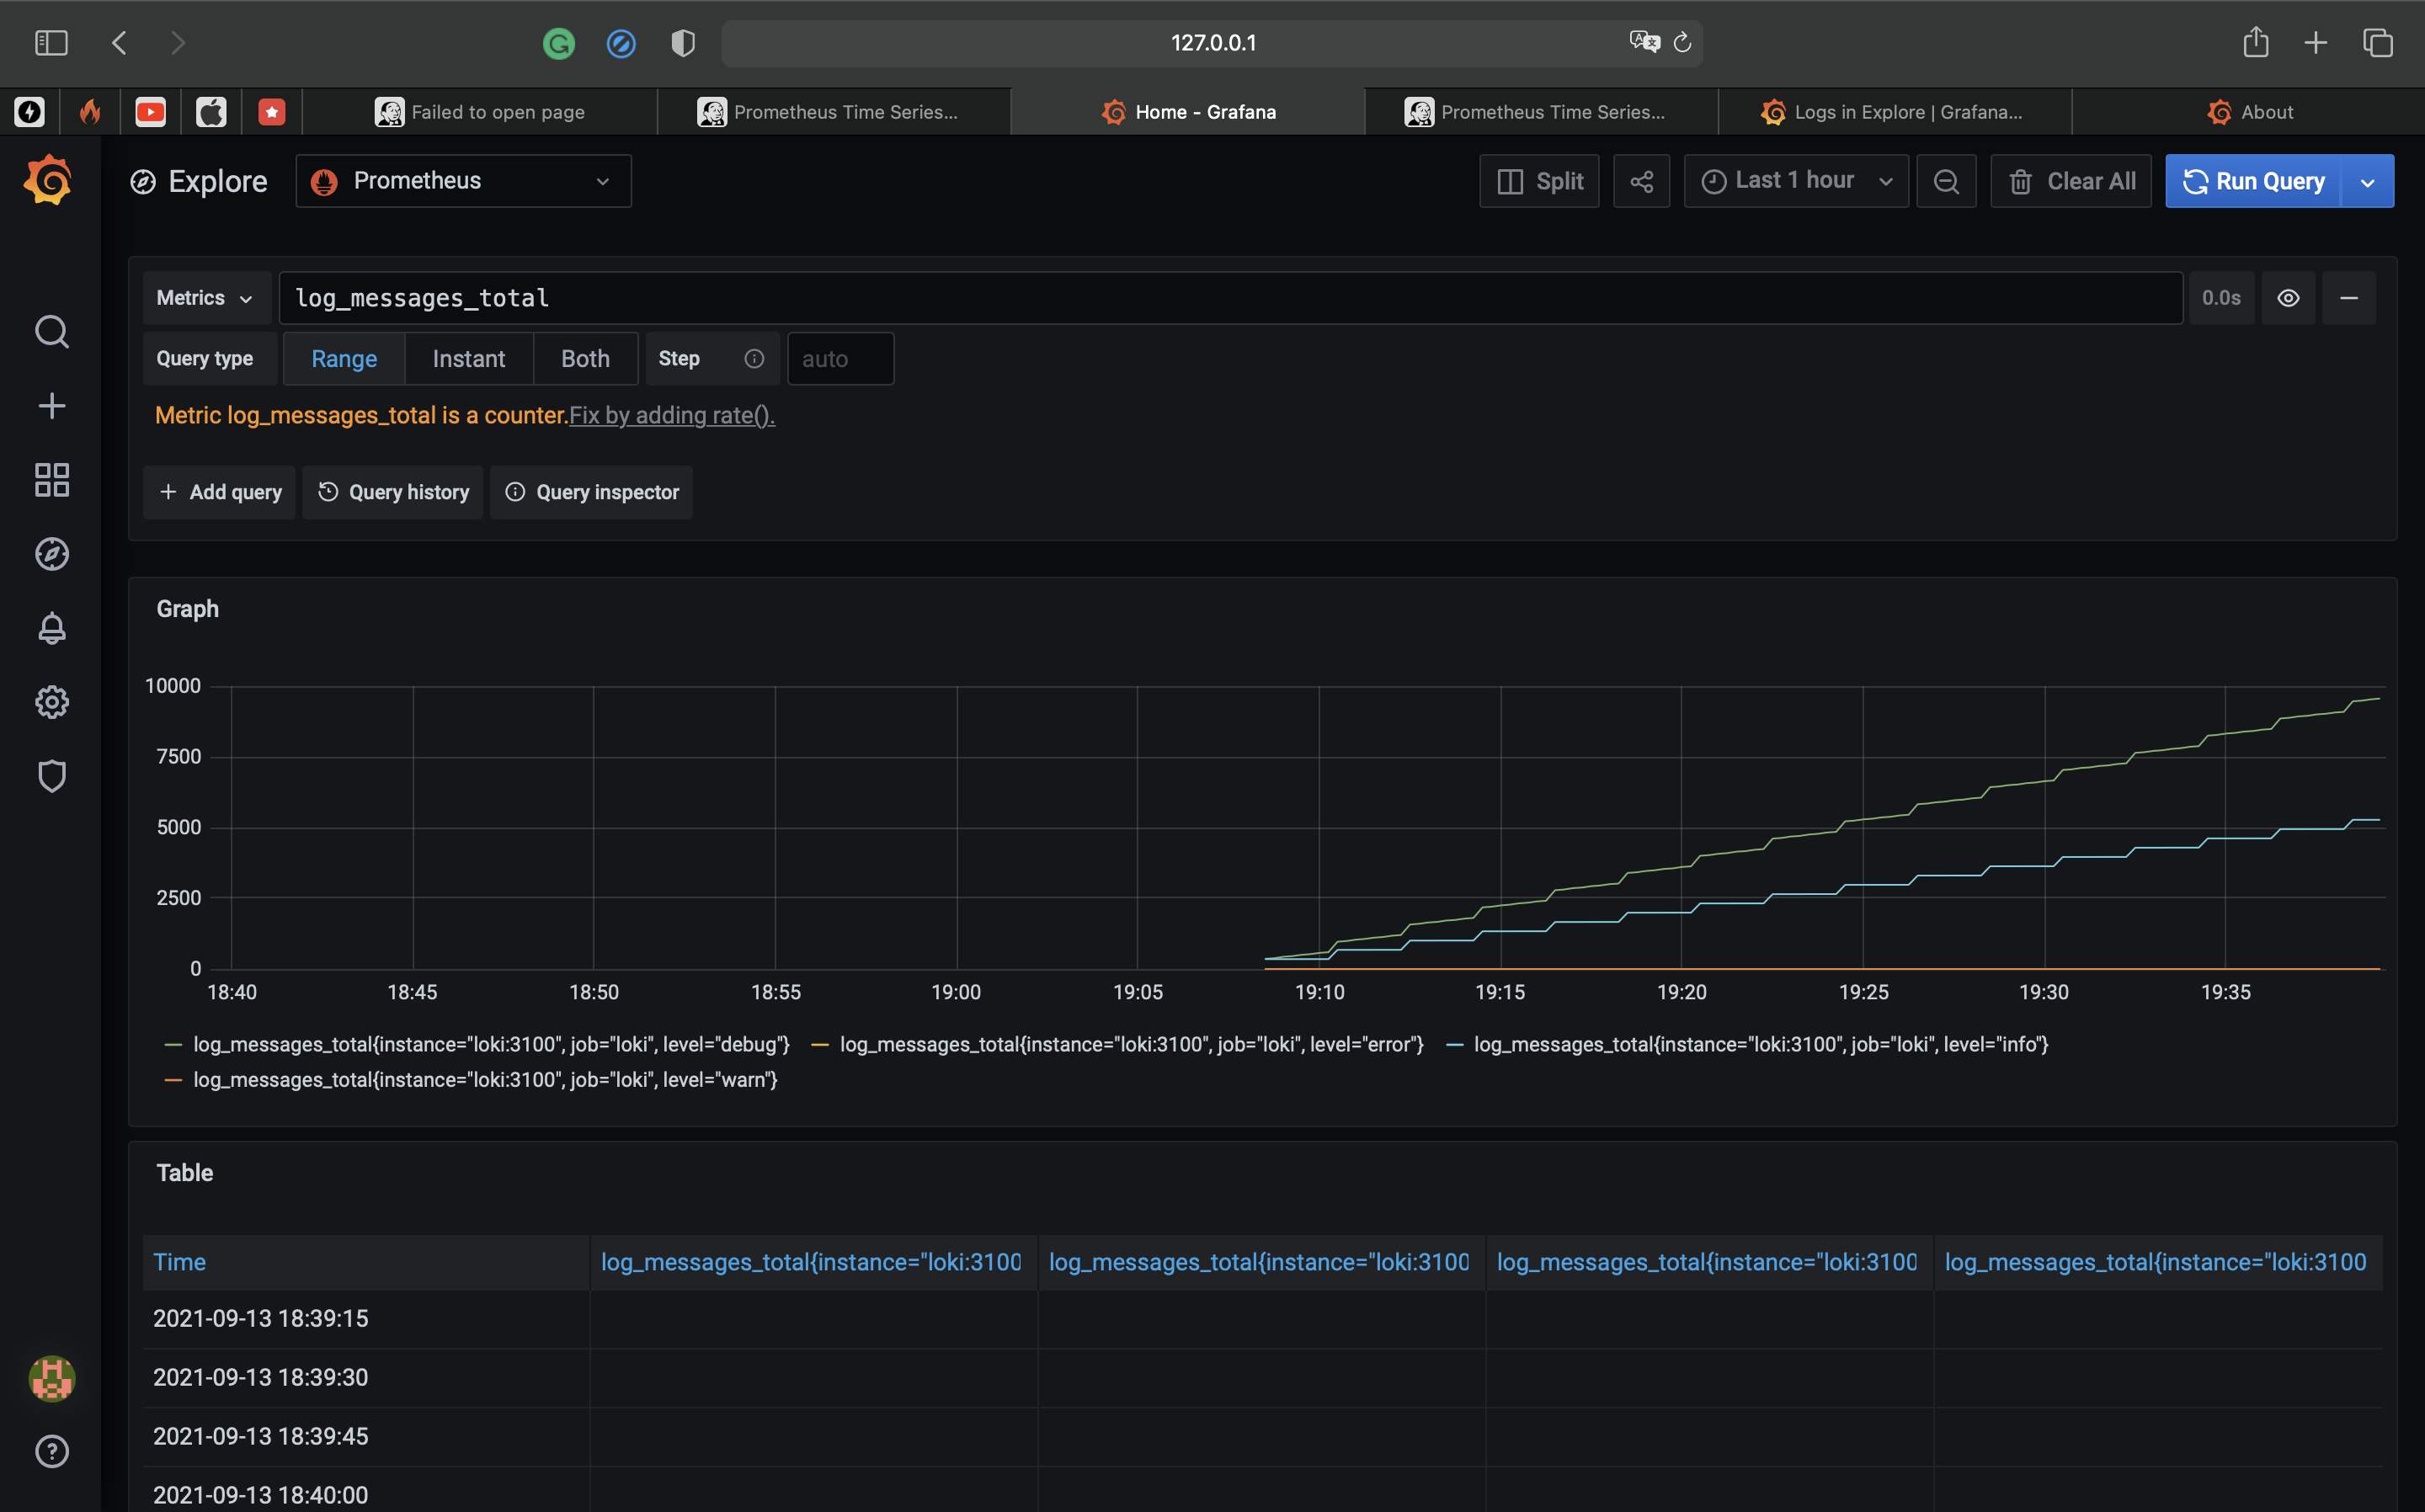 127.0.0.1
Failed to open page
Prometheus Time Series...
Home - Grafana
Prometheus Time Series...
Logs in Explore | Grafana...
About
Explore
Prometheus
Split
Last 1 hour
Clear All
Run Query
Metrics
log_messages_total
0.0s
Query type
Range
Instant
Both
Step
auto
Metric log_messages_total is a counter.Fix by adding rate().
Add query
Query history
Query inspector
Graph
10000
7500
5000
2500
0
18:40
18:45
18:50
18:55
19:00
19:05
19:10
19:15
19:20
19:25
19:30
19:35
log_messages_total{instance="loki:3100", job="loki", level="debug"}
log_messages_total{instance="loki:3100", job="loki", level="error"}
log_messages_total{instance="loki:3100", job="loki", level="info"}
log_messages_total{instance="loki:3100", job="loki", level="warn"}
Table
Time
log_messages_total{instance="loki:3100
log_messages_total{instance="loki:3100
log_messages_total{instance="loki:3100
log_messages_total{instance="loki:3100
2021-09-13 18:39:15
2021-09-13 18:39:30
2021-09-13 18:39:45
2021-09-13 18:40:00